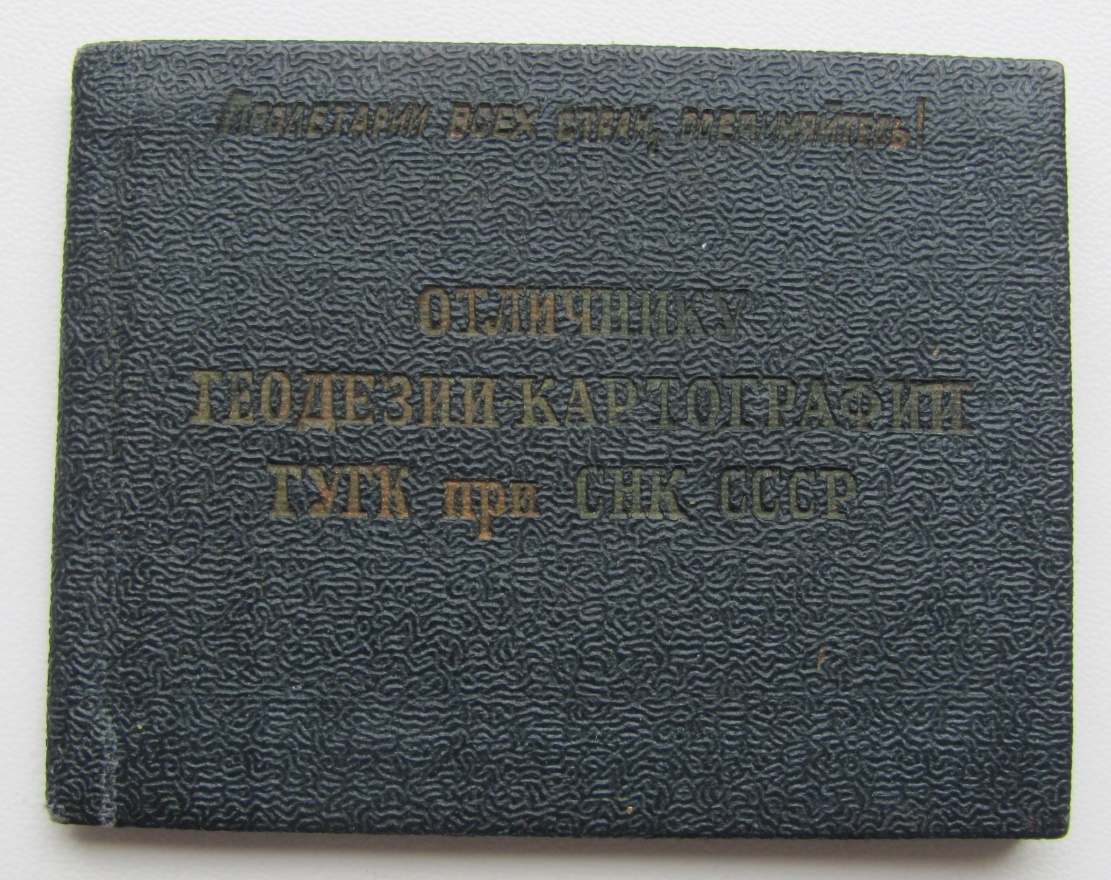 Пролетарии всех стран, соединяйтесь!
ОТЛИЧНИКУ
ГЕОДЕЗИИ-КАРТОГРАФИИ
ГУГК при СНК СССР